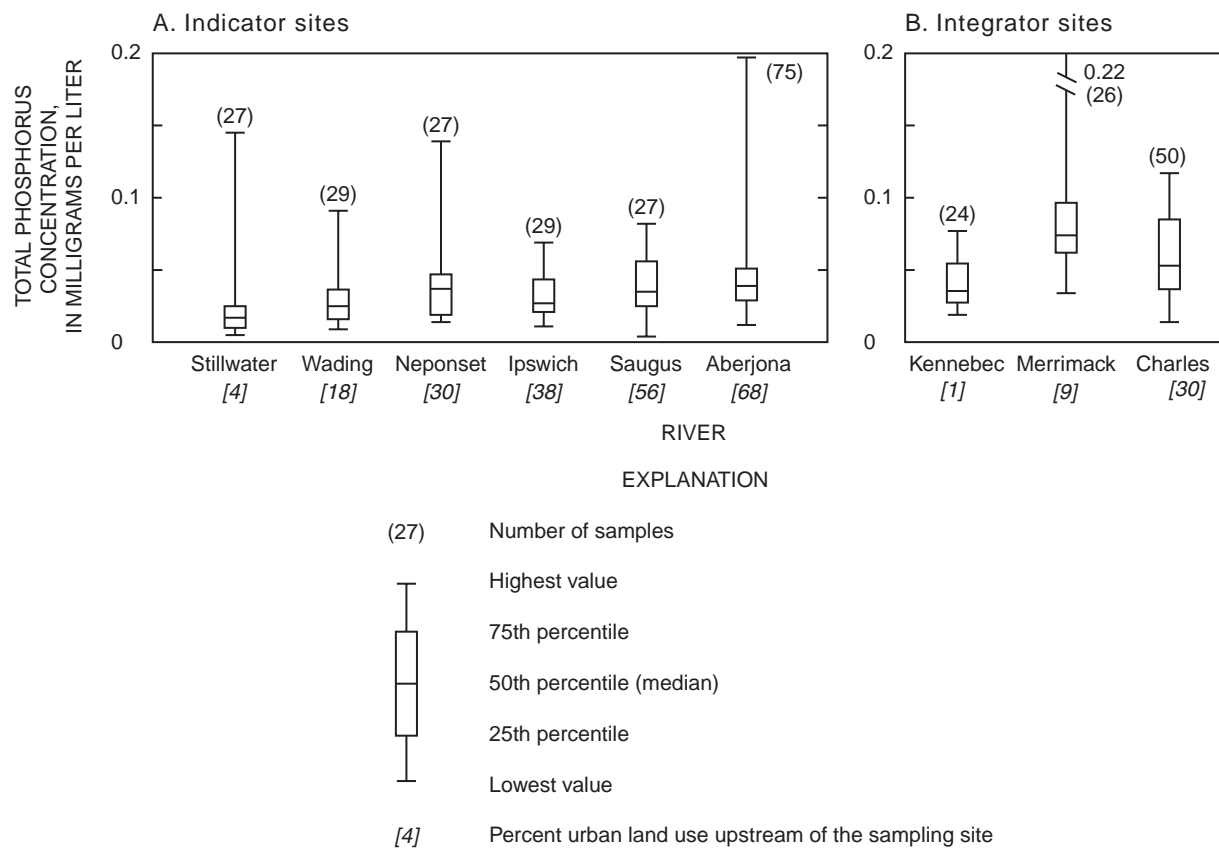 A. Indicator sites
B. Integrator sites
TOTAL PHOSPHORUS
CONCENTRATION,
IN MILLIGRAMS PER LITER
0.2
0.1
0
(27)
(29)
(27)
(29)
(27)
(75)
Stillwater Wading Neponset Ipswich Saugus Aberjona
[4] [18] [30] [38] [56] [68]
0.2
0.1
0
(24)
0.22
(26)
(50)
Kennebec Merrimack Charles
[1] [9] [30]
RIVER
EXPLANATION
(27) Number of samples
Highest value
75th percentile
50th percentile (median)
25th percentile
Lowest value
[4] Percent urban land use upstream of the sampling site